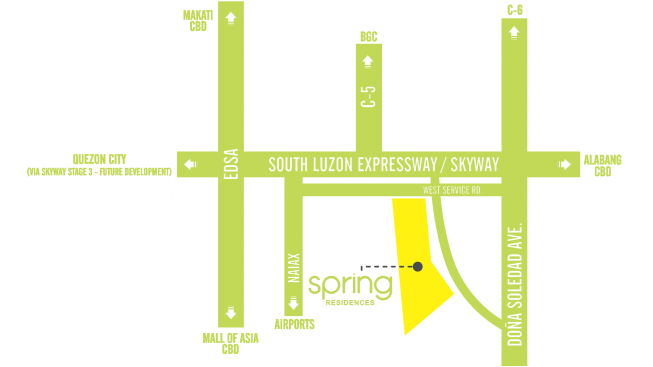 C-6
MAKATI
CBD
BGC
C-5
EDSA
QUEZON CITY
(VIA SKYWAY STAGE 3 - FUTURE DEVELOPMENT)
SOUTH LUZON EXPRESSWAY / SKYWAY
ALABANG
CBD
WEST SERVICE RD
NAIAX
spring
RESIDENCES
DOÑA SOLEDAD AVE.
AIRPORTS
MALL OF ASIA
CBD